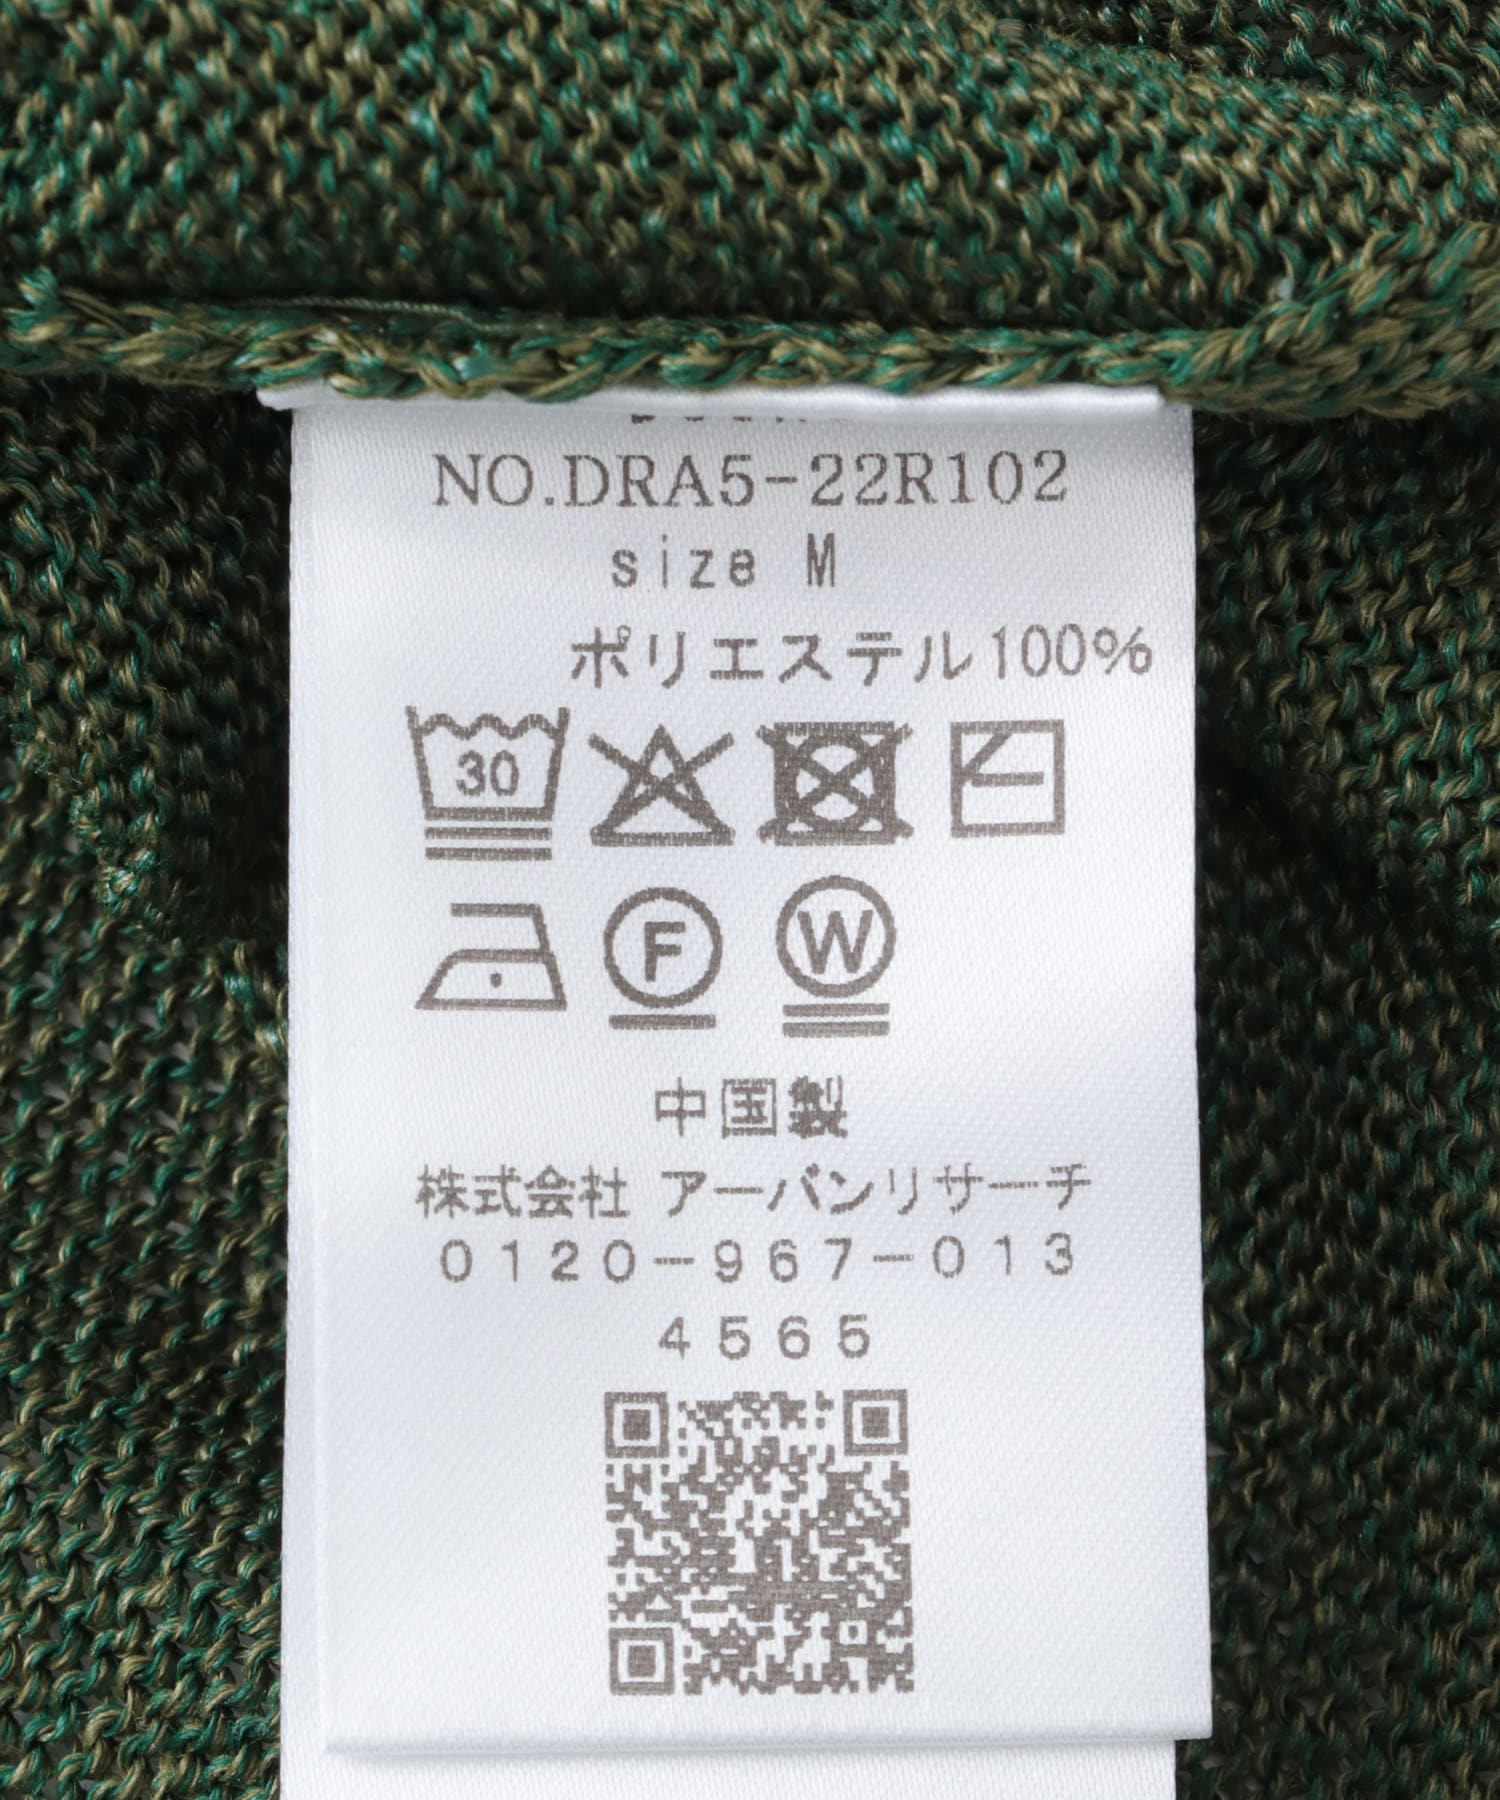 NO.DRA5-22R102
size M
ポリエステル100%
30
F
W
中国製
株式会社 アーバンリサーチ
0120-967-013
4565